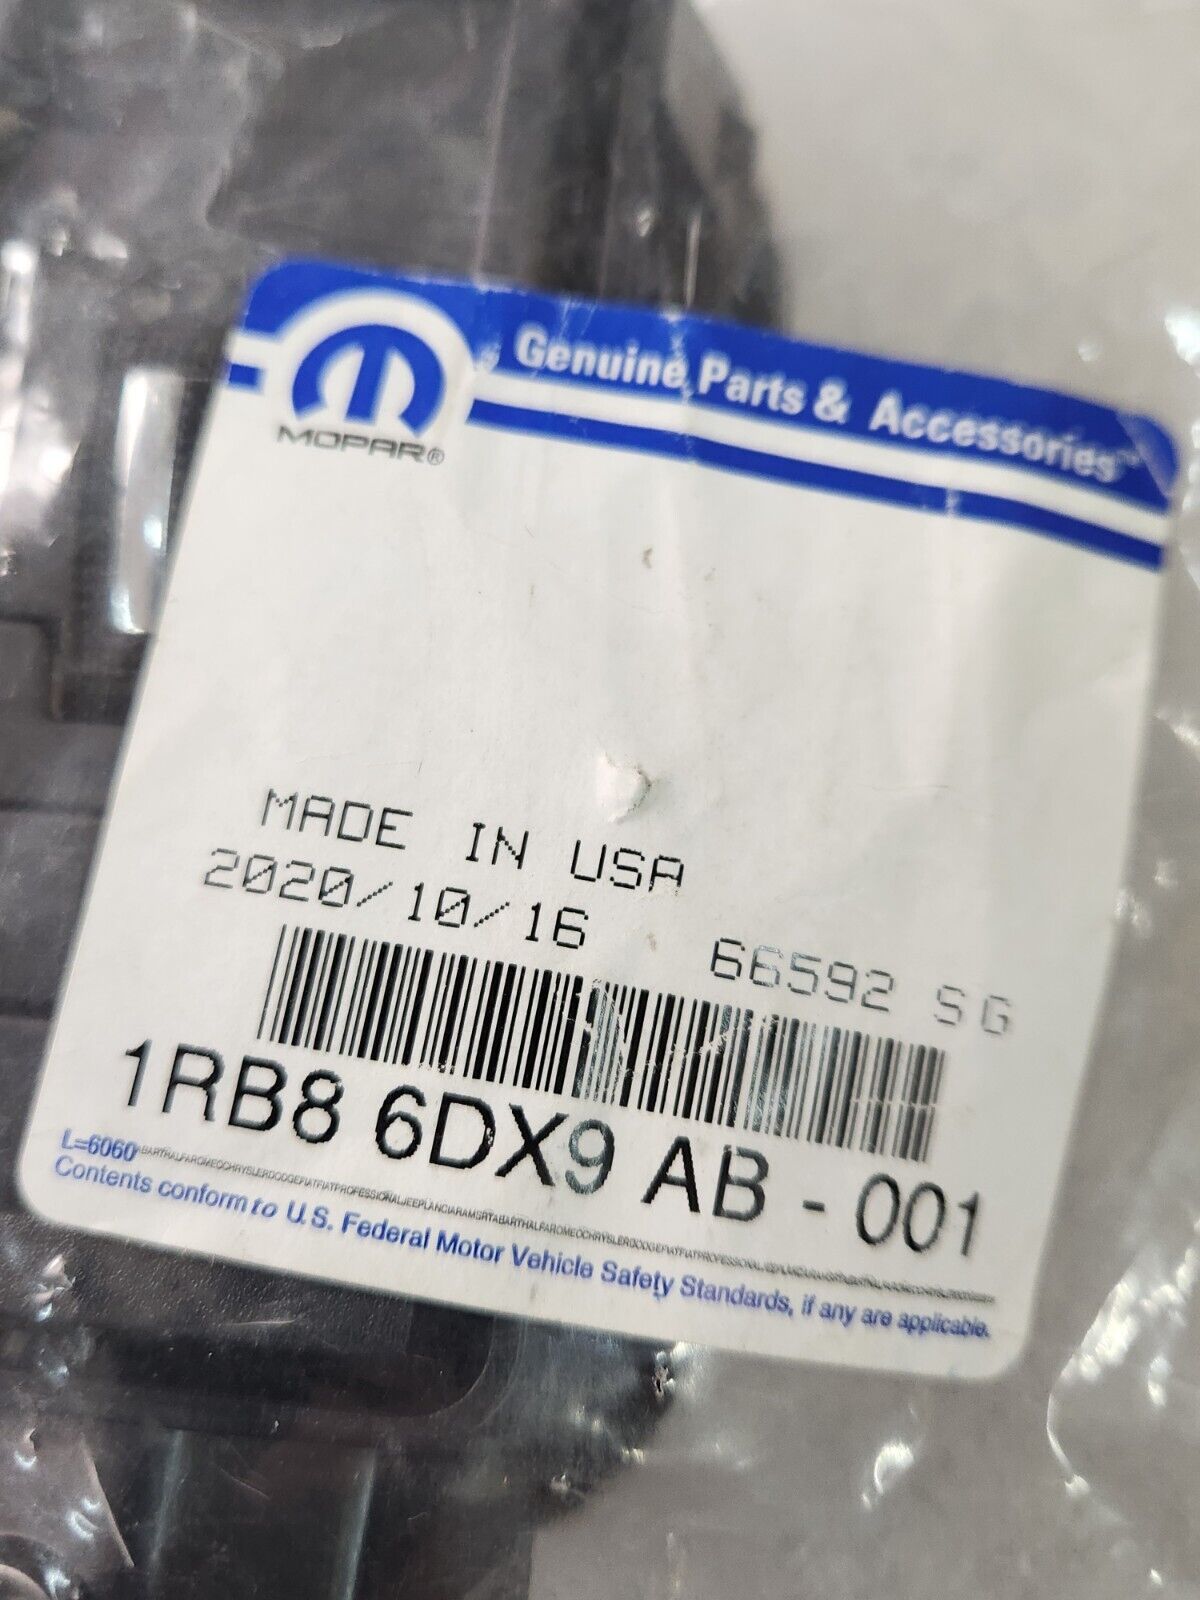 Genuine Parts & Accessories™
MOPAR®
MADE IN USA
2020/10/16 66592 SG
1RB8 6DX9 AB - 001
L=6060
Contents conform to U.S. Federal Motor Vehicle Safety Standards, if any are applicable.